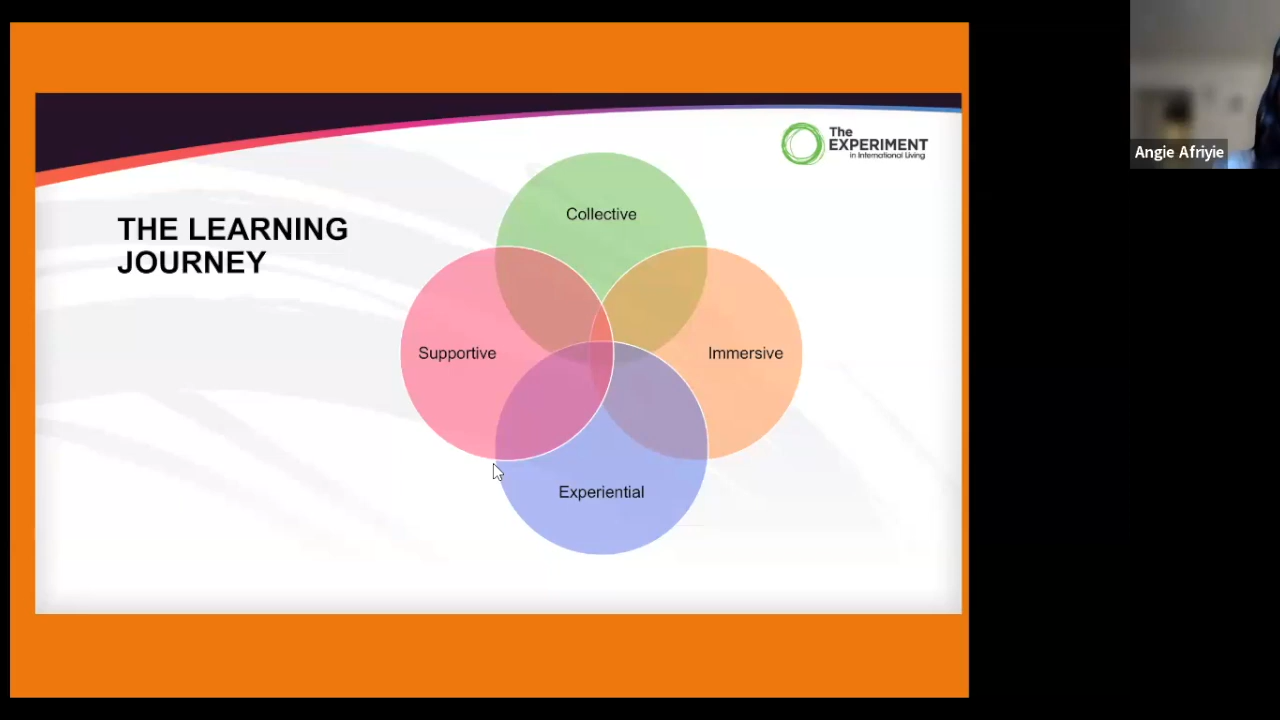 The
EXPERIMENT
in International Living
THE LEARNING
JOURNEY
Collective
Supportive
Immersive
Experiential
Angie Afriyie